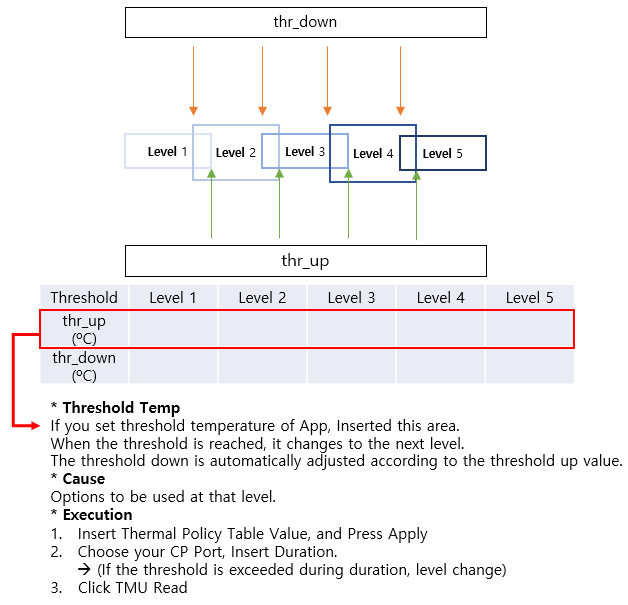 thr_down
Level 1 Level 2 Level 3 Level 4 Level 5
thr_up
Threshold Level 1 Level 2 Level 3 Level 4 Level 5
thr_up
(ºC)
thr_down
(ºC)
* Threshold Temp
If you set threshold temperature of App, Inserted this area.
When the threshold is reached, it changes to the next level.
The threshold down is automatically adjusted according to the threshold up value.
* Cause
Options to be used at that level.
* Execution
1. Insert Thermal Policy Table Value, and Press Apply
2. Choose your CP Port, Insert Duration.
→ (If the threshold is exceeded during duration, level change)
3. Click TMU Read